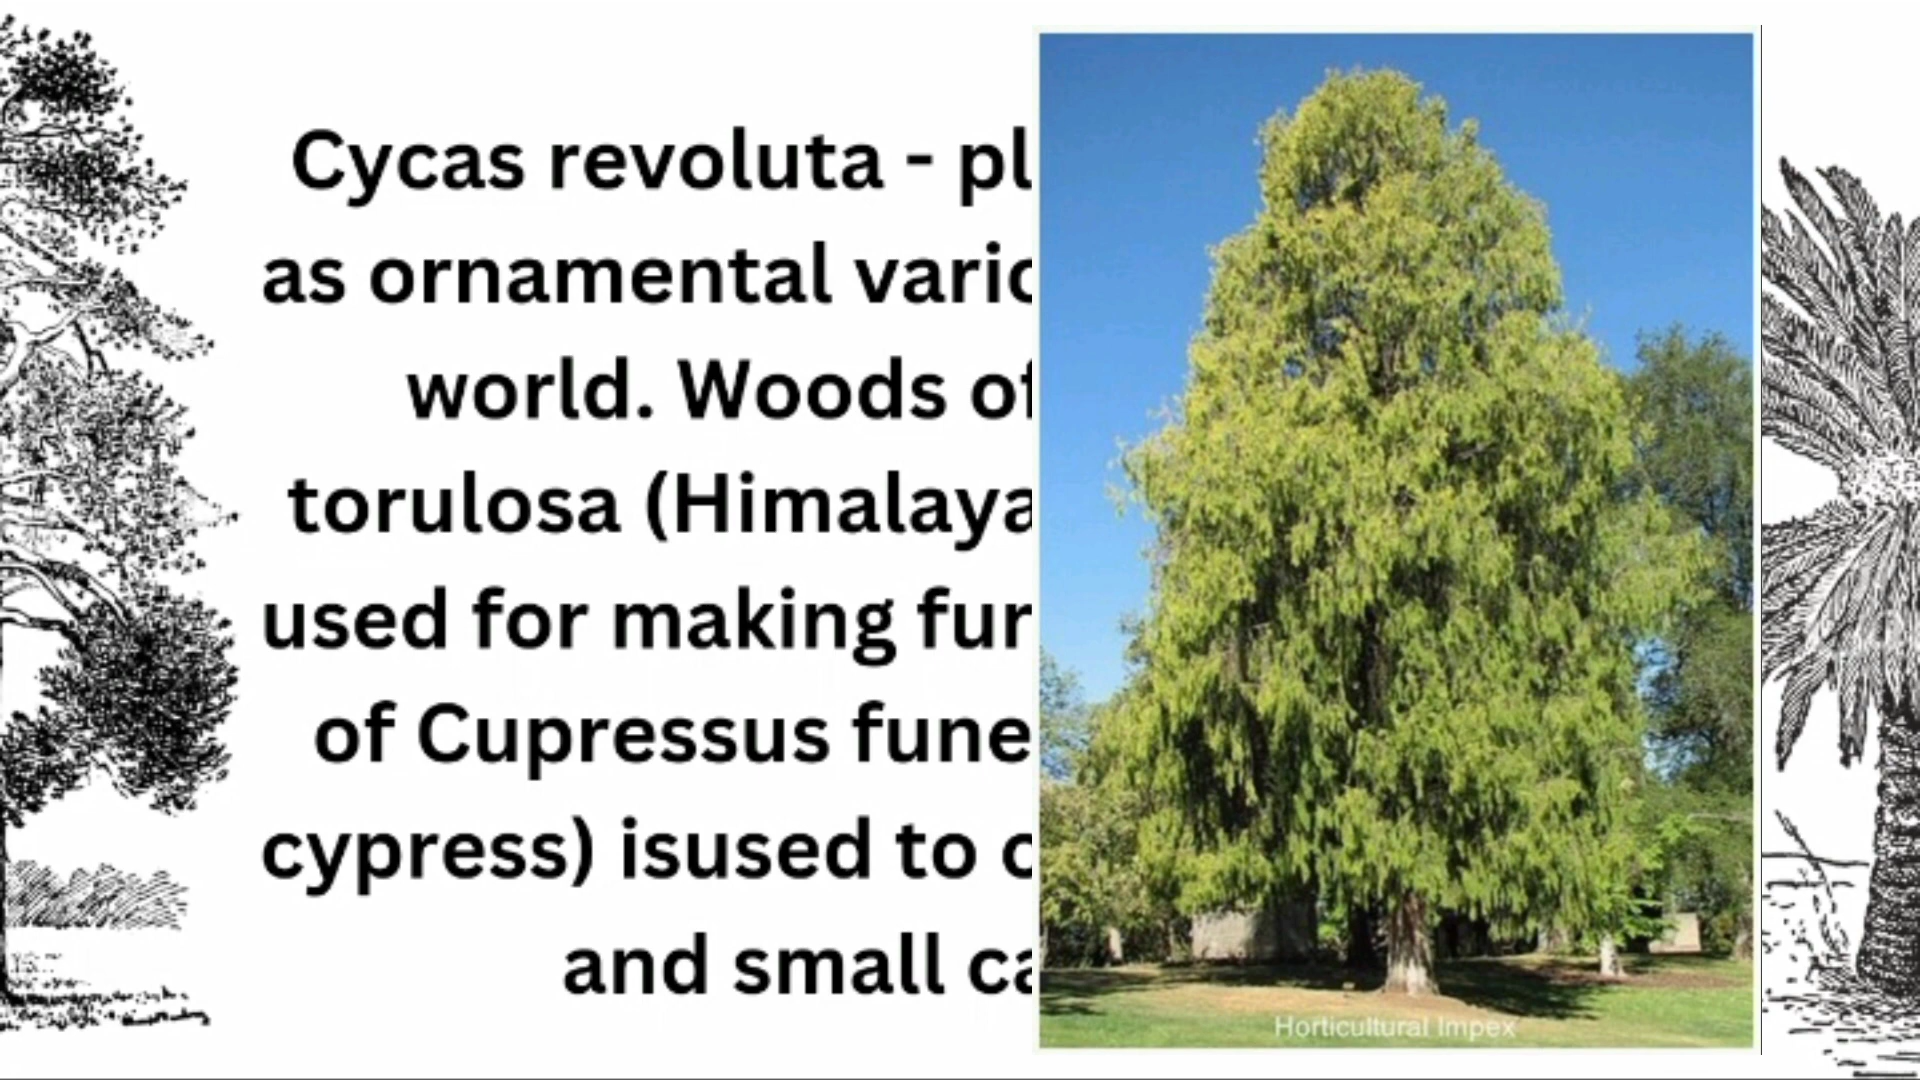 Cycas revoluta - pl
as ornamental vario
world. Woods of
torulosa (Himalaya
used for making fur
of Cupressus fune
cypress) isused to c
and small ca
Horticultural Impex